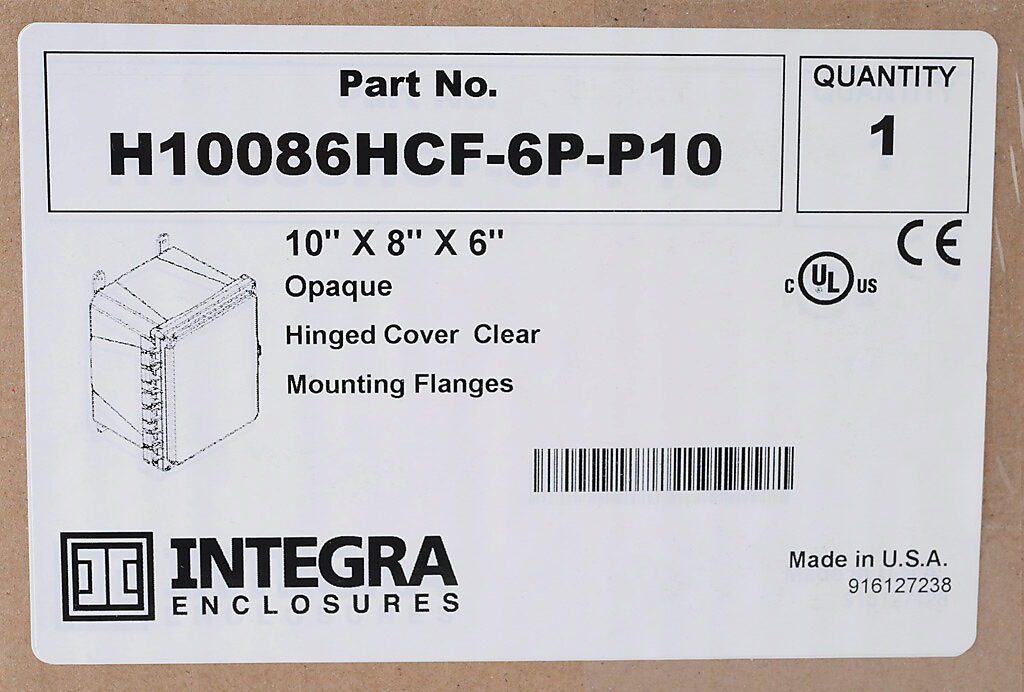 Part No.
H10086HCF-6P-P10
QUANTITY
1
10" X 8" X 6"
Opaque
Hinged Cover Clear
Mounting Flanges
CE
C UL US
INTEGRA
ENCLOSURES
Made in U.S.A.
916127238